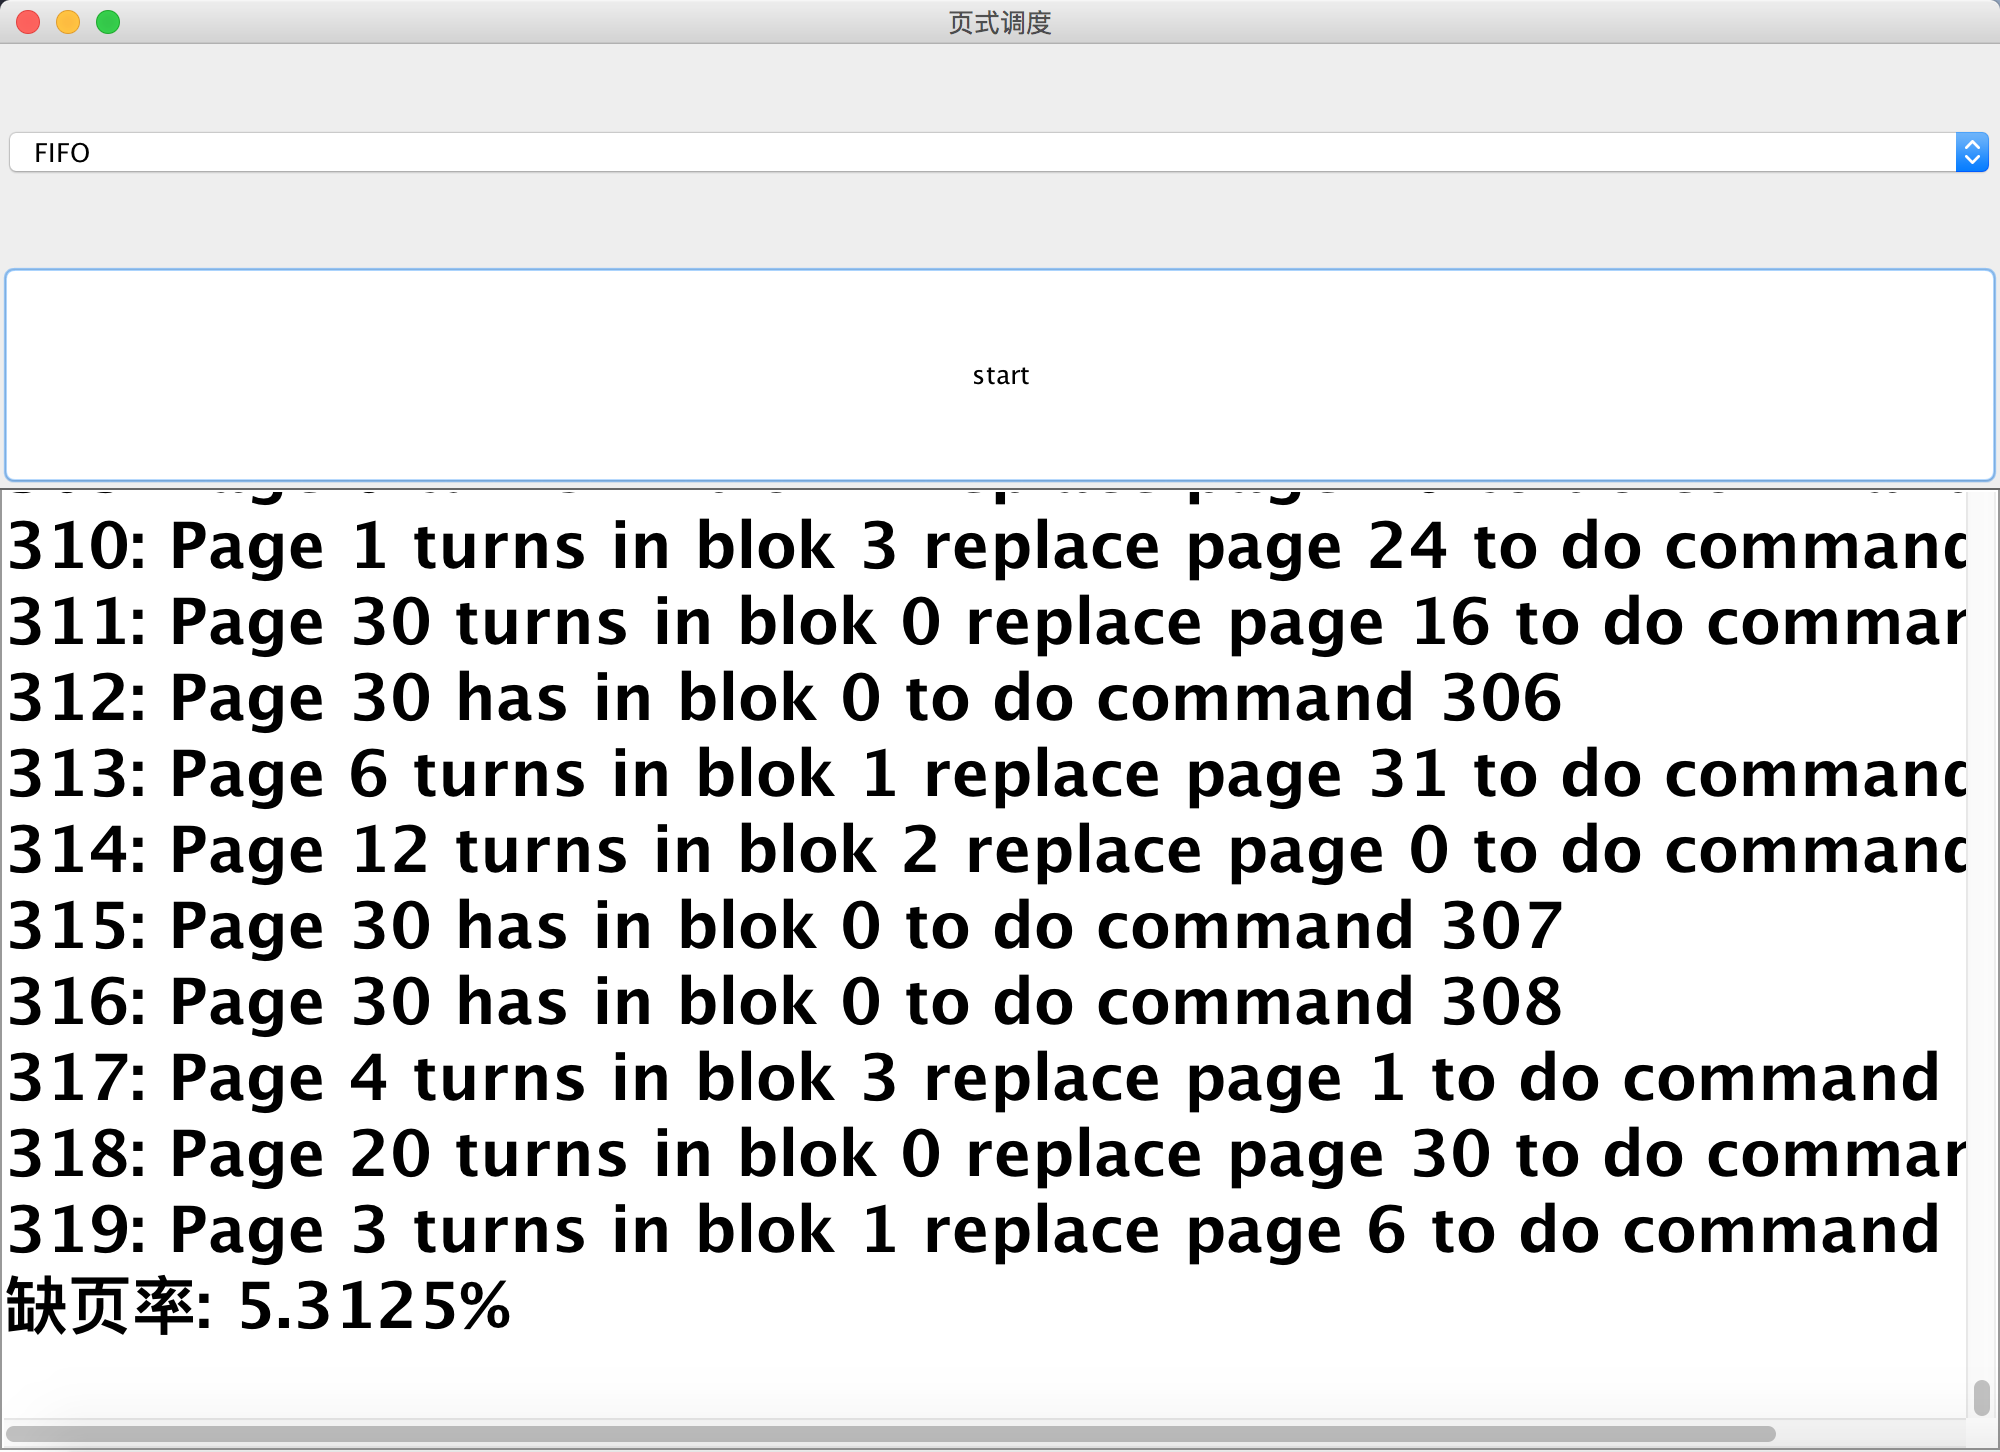 页式调度
FIFO
start
310: Page 1 turns in blok 3 replace page 24 to do command
311: Page 30 turns in blok 0 replace page 16 to do
312: Page 30 has in blok 0 to do command 306
313: Page 6 turns in blok 1 replace page 31 to do command
314: Page 12 turns in blok 2 replace page 0 to do command
315: Page 30 has in blok 0 to do command 307
316: Page 30 has in blok 0 to do command 308
317: Page 4 turns in blok 3 replace page 1 to do command
318: Page 20 turns in blok 0 replace page 30 to do
319: Page 3 turns in blok 1 replace page 6 to do command
缺页率: 5.3125%